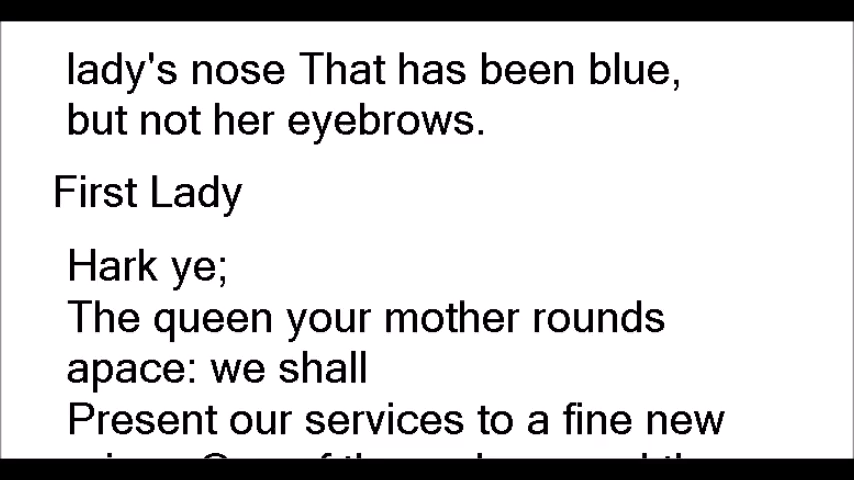 lady's nose That has been blue,
but not her eyebrows.
First Lady
Hark ye;
The queen your mother rounds
apace: we shall
Present our services to a fine new